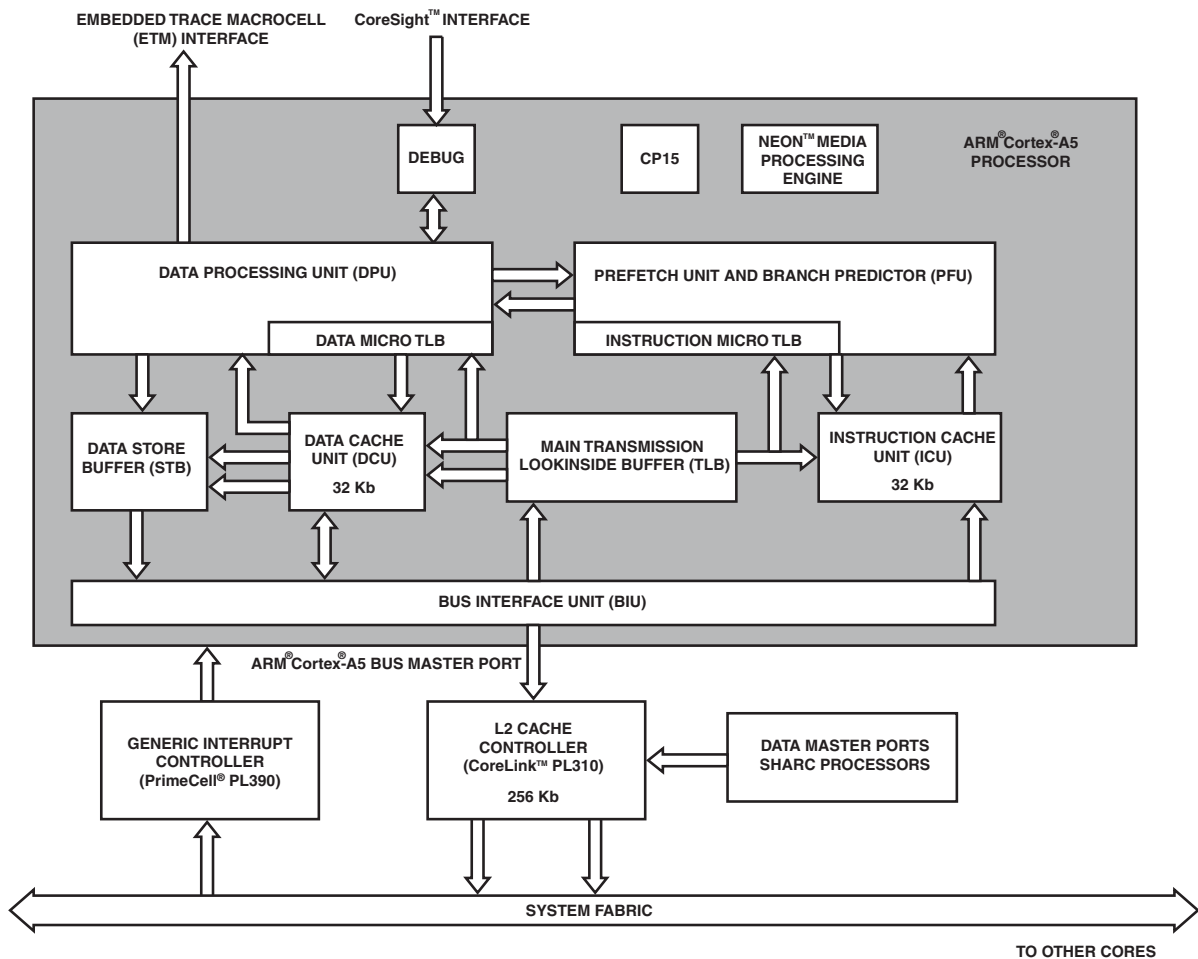 EMBEDDED TRACE MACROCELL
(ETM) INTERFACE
CoreSight™ INTERFACE
DEBUG
CP15
NEON™ MEDIA
PROCESSING
ENGINE
ARM® Cortex®-A5
PROCESSOR
DATA PROCESSING UNIT (DPU)
PREFETCH UNIT AND BRANCH PREDICTOR (PFU)
DATA MICRO TLB
INSTRUCTION MICRO TLB
DATA STORE
BUFFER (STB)
DATA CACHE
UNIT (DCU)
32 Kb
MAIN TRANSMISSION
LOOKINSIDE BUFFER (TLB)
INSTRUCTION CACHE
UNIT (ICU)
32 Kb
BUS INTERFACE UNIT (BIU)
ARM® Cortex®-A5 BUS MASTER PORT
GENERIC INTERRUPT
CONTROLLER
(PrimeCell® PL390)
L2 CACHE
CONTROLLER
(CoreLink™ PL310)
256 Kb
DATA MASTER PORTS
SHARC PROCESSORS
SYSTEM FABRIC
TO OTHER CORES